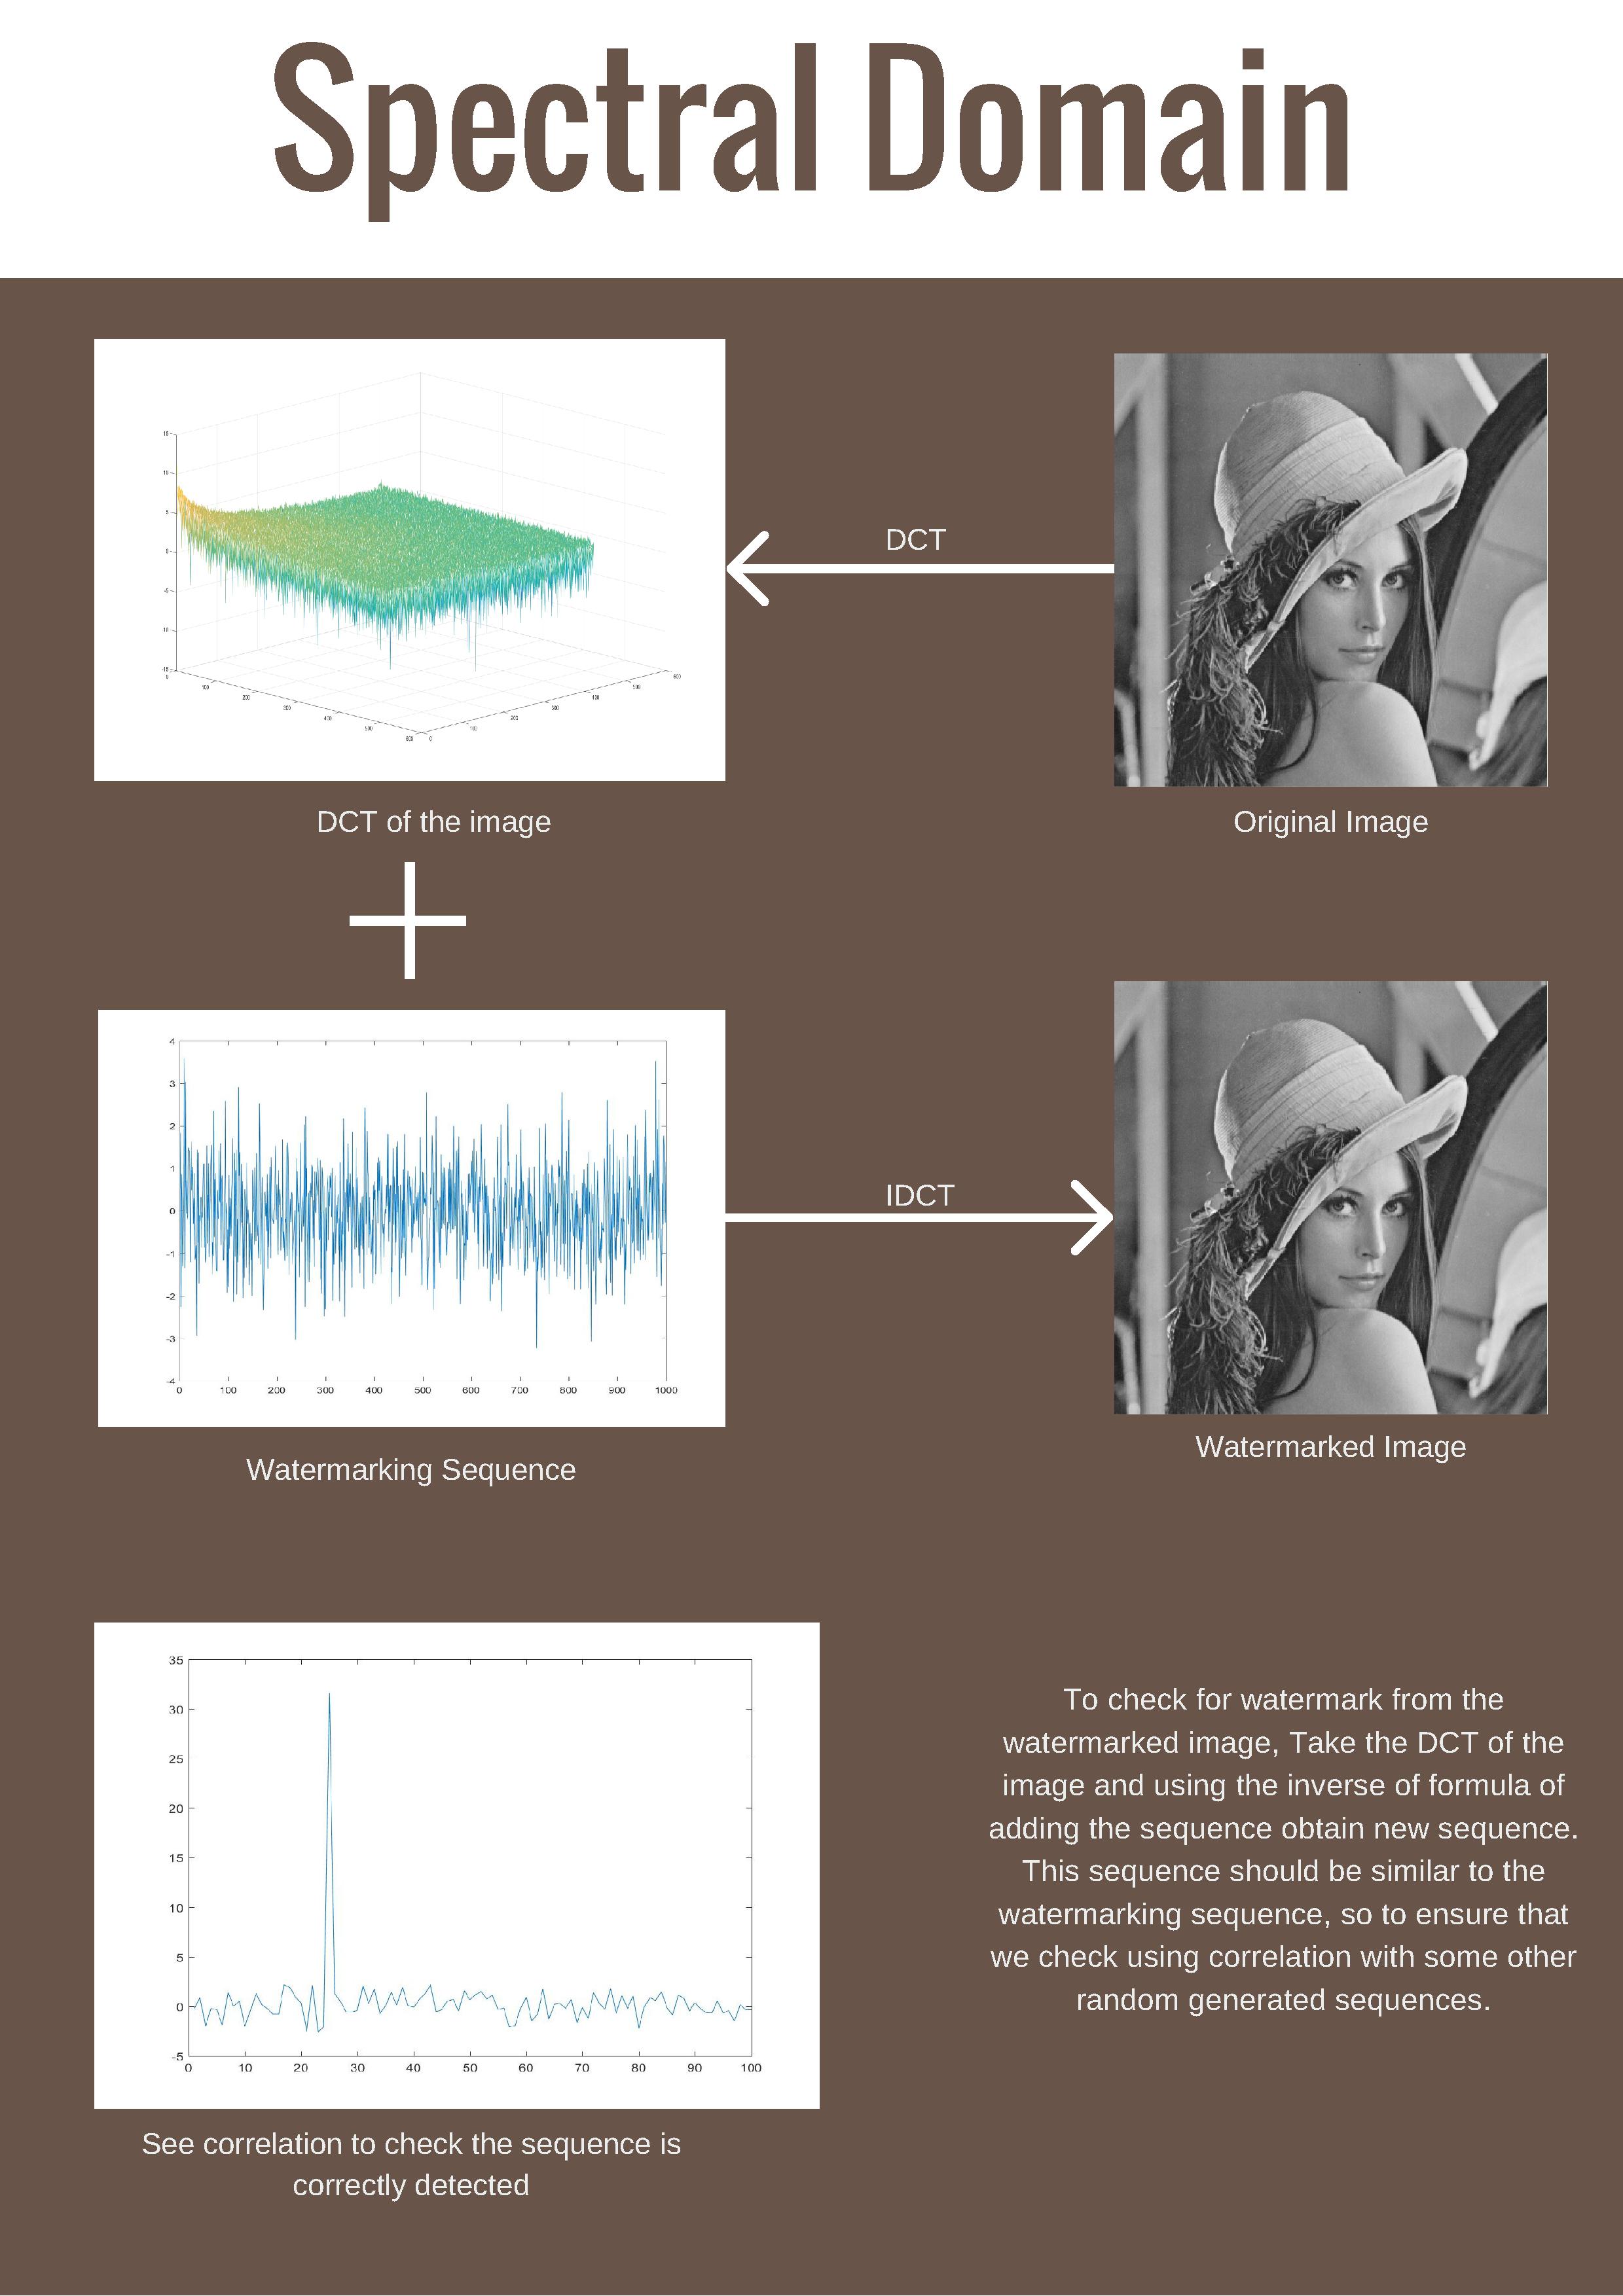 Spectral Domain
15
10
5
0
-5
-10
-15
0
100
200
300
400
500
600
0
100
200
300
400
500
600
DCT
DCT of the image
Original Image
4
3
2
1
0
-1
-2
-3
-4
0 100 200 300 400 500 600 700 800 900 1000
IDCT
Watermarking Sequence
Watermarked Image
35
30
25
20
15
10
5
0
-5
0 10 20 30 40 50 60 70 80 90 100
See correlation to check the sequence is
correctly detected
To check for watermark from the
watermarked image, Take the DCT of the
image and using the inverse of formula of
adding the sequence obtain new sequence.
This sequence should be similar to the
watermarking sequence, so to ensure that
we check using correlation with some other
random generated sequences.